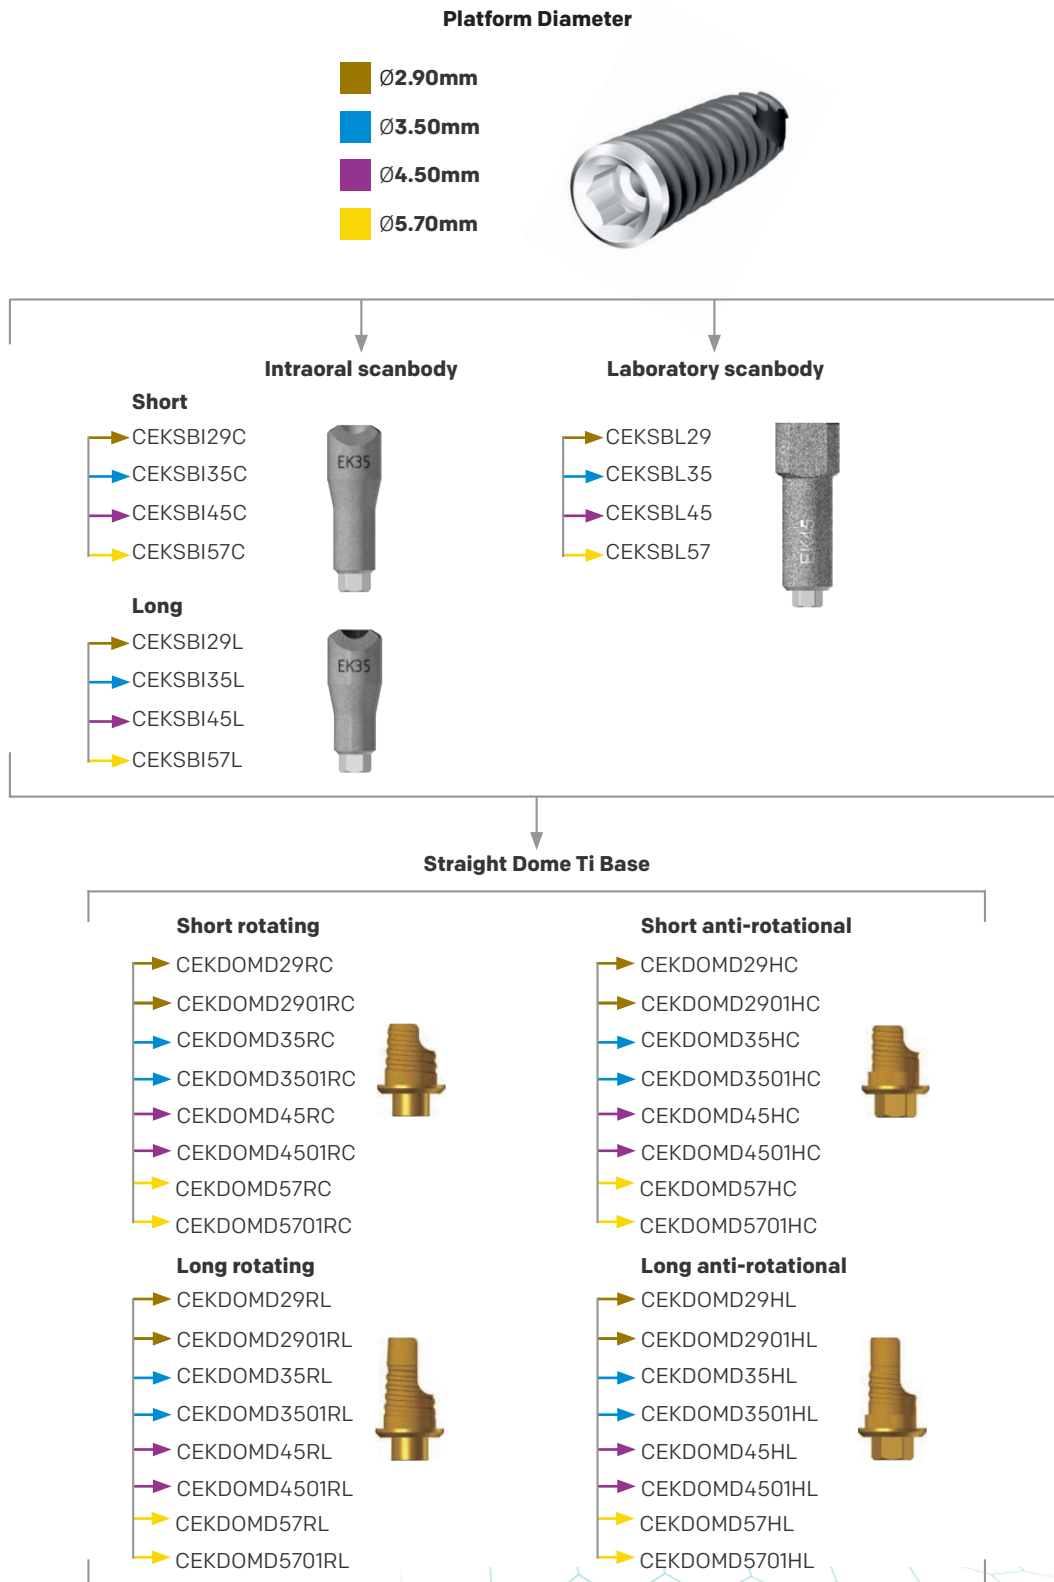 Platform Diameter
Ø2.90mm
Ø3.50mm
Ø4.50mm
Ø5.70mm
Intraoral scanbody
Short
CEKSBI29C
CEKSBI35C
CEKSBI45C
CEKSBI57C
EK35
Long
CEKSBI29L
CEKSBI35L
CEKSBI45L
CEKSBI57L
EK35
Laboratory scanbody
CEKSBL29
CEKSBL35
CEKSBL45
CEKSBL57
EK45
Straight Dome Ti Base
Short rotating
CEKDOMD29RC
CEKDOMD2901RC
CEKDOMD35RC
CEKDOMD3501RC
CEKDOMD45RC
CEKDOMD4501RC
CEKDOMD57RC
CEKDOMD5701RC
Short anti-rotational
CEKDOMD29HC
CEKDOMD2901HC
CEKDOMD35HC
CEKDOMD3501HC
CEKDOMD45HC
CEKDOMD4501HC
CEKDOMD57HC
CEKDOMD5701HC
Long rotating
CEKDOMD29RL
CEKDOMD2901RL
CEKDOMD35RL
CEKDOMD3501RL
CEKDOMD45RL
CEKDOMD4501RL
CEKDOMD57RL
CEKDOMD5701RL
Long anti-rotational
CEKDOMD29HL
CEKDOMD2901HL
CEKDOMD35HL
CEKDOMD3501HL
CEKDOMD45HL
CEKDOMD4501HL
CEKDOMD57HL
CEKDOMD5701HL